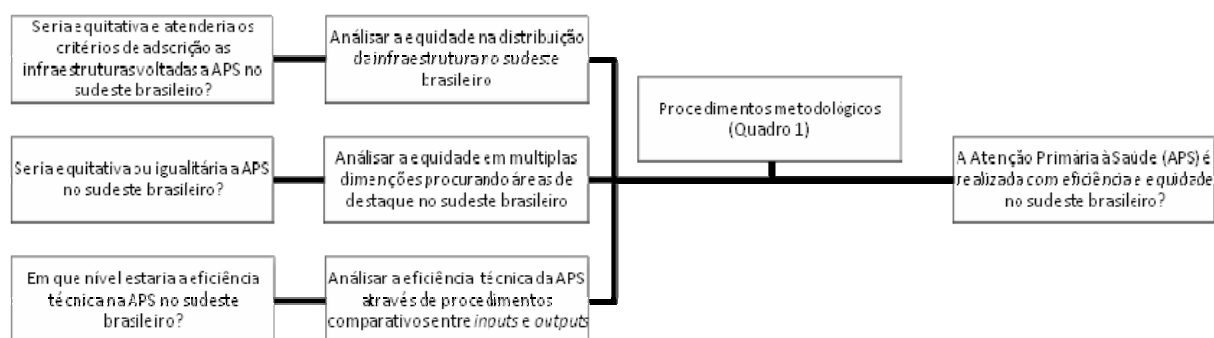 Seria equitativa e atenderia os
critérios de adscrição as
infraestruturas voltadas a APS no
sudeste brasileiro?
Análisar a equidade na distribuição
da infraestrutura no sudeste
brasileiro
Procedimentos metodológicos
(Quadro 1)
Seria equitativa ou igualitária a APS
no sudeste brasileiro?
Análisar a equidade em multiplas
dimenções procurando áreas de
destaque no sudeste brasileiro
A Atenção Primária à Saúde (APS) é
realizada com eficiência e equidade
no sudeste brasileiro?
Em que nível estaria a eficiência
técnica na APS no sudeste
brasileiro?
Análisar a eficiência técnica da APS
através de procedimentos
comparativos entre inouts e outputs